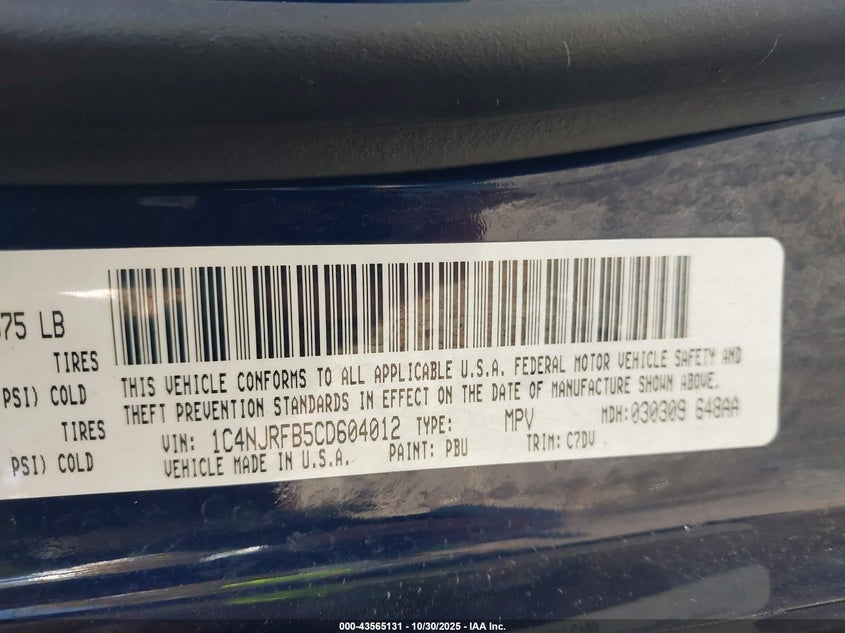 75 LB
TIRES
PSI) COLD
TIRES
PSI) COLD
THIS VEHICLE CONFORMS TO ALL APPLICABLE U.S.A. FEDERAL MOTOR VEHICLE SAFETY AND
THEFT PREVENTION STANDARDS IN EFFECT ON THE DATE OF MANUFACTURE SHOWN ABOVE.
VIN: 1C4NJRFB5CD604012 TYPE: MPV MDH:030309 648AA
VEHICLE MADE IN U.S.A. PAINT: PBU TRIM: C7DV
000-43565131 - 10/30/2025 - IAA Inc.